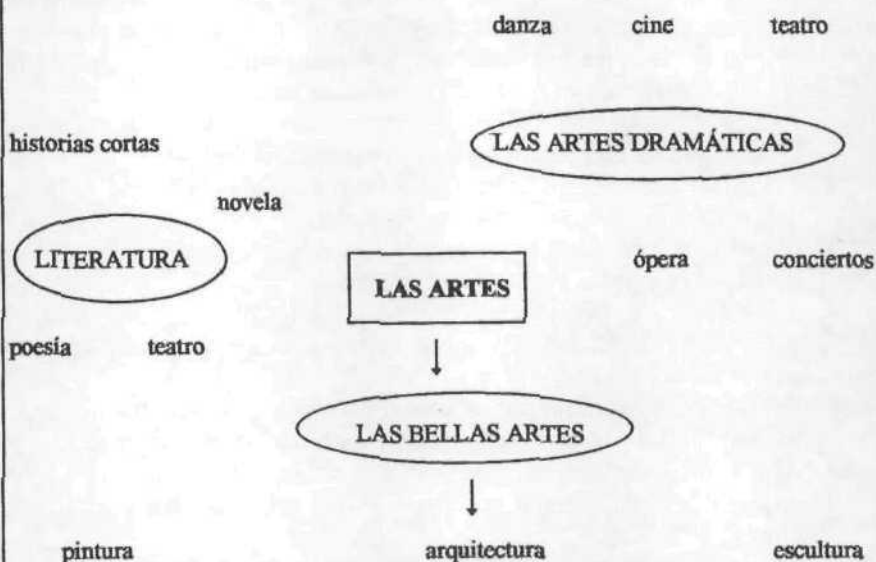 danza cine teatro
historias cortas
LAS ARTES DRAMÁTICAS
novela
LITERATURA
ópera conciertos
LAS ARTES
poesía teatro
LAS BELLAS ARTES
pintura arquitectura escultura